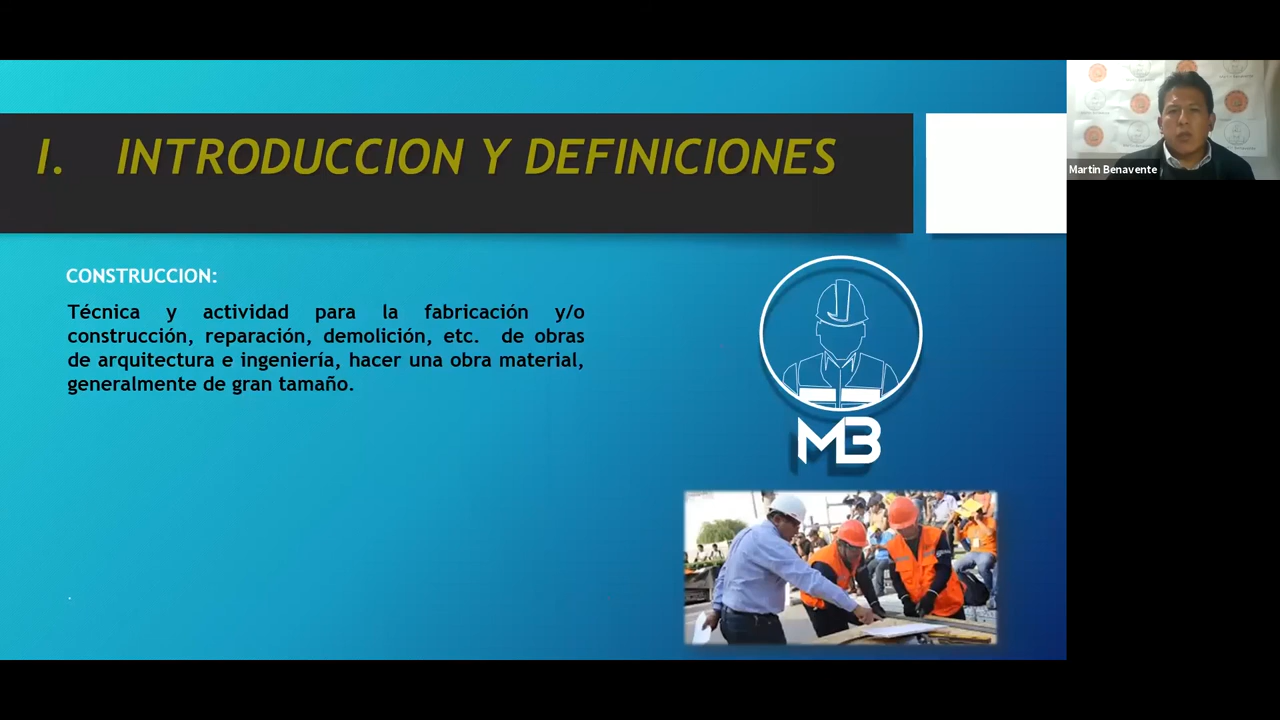 I. INTRODUCCION Y DEFINICIONES
Martin Benavente
CONSTRUCCION:
Técnica y actividad para la fabricación y/o
construcción, reparación, demolición, etc. de obras
de arquitectura e ingeniería, hacer una obra material,
generalmente de gran tamaño.
MB